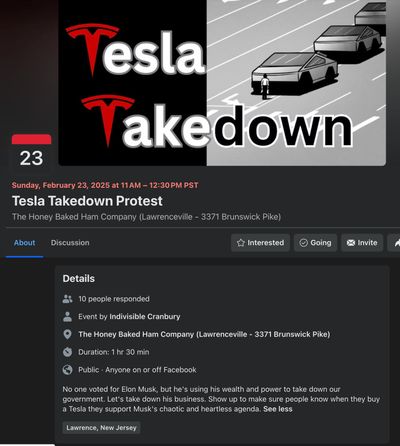 Tesla
Takedown
23
Sunday, February 23, 2025 at 11 AM – 12:30 PM PST
Tesla Takedown Protest
The Honey Baked Ham Company (Lawrenceville - 3371 Brunswick Pike)
About Discussion Interested Going Invite
Details
10 people responded
Event by Indivisible Cranbury
The Honey Baked Ham Company (Lawrenceville - 3371 Brunswick Pike)
Duration: 1 hr 30 min
Public · Anyone on or off Facebook
No one voted for Elon Musk, but he's using his wealth and power to take down our
government. Let's take down his business. Show up to make sure people know when they buy
a Tesla they support Musk's chaotic and heartless agenda. See less
Lawrence, New Jersey